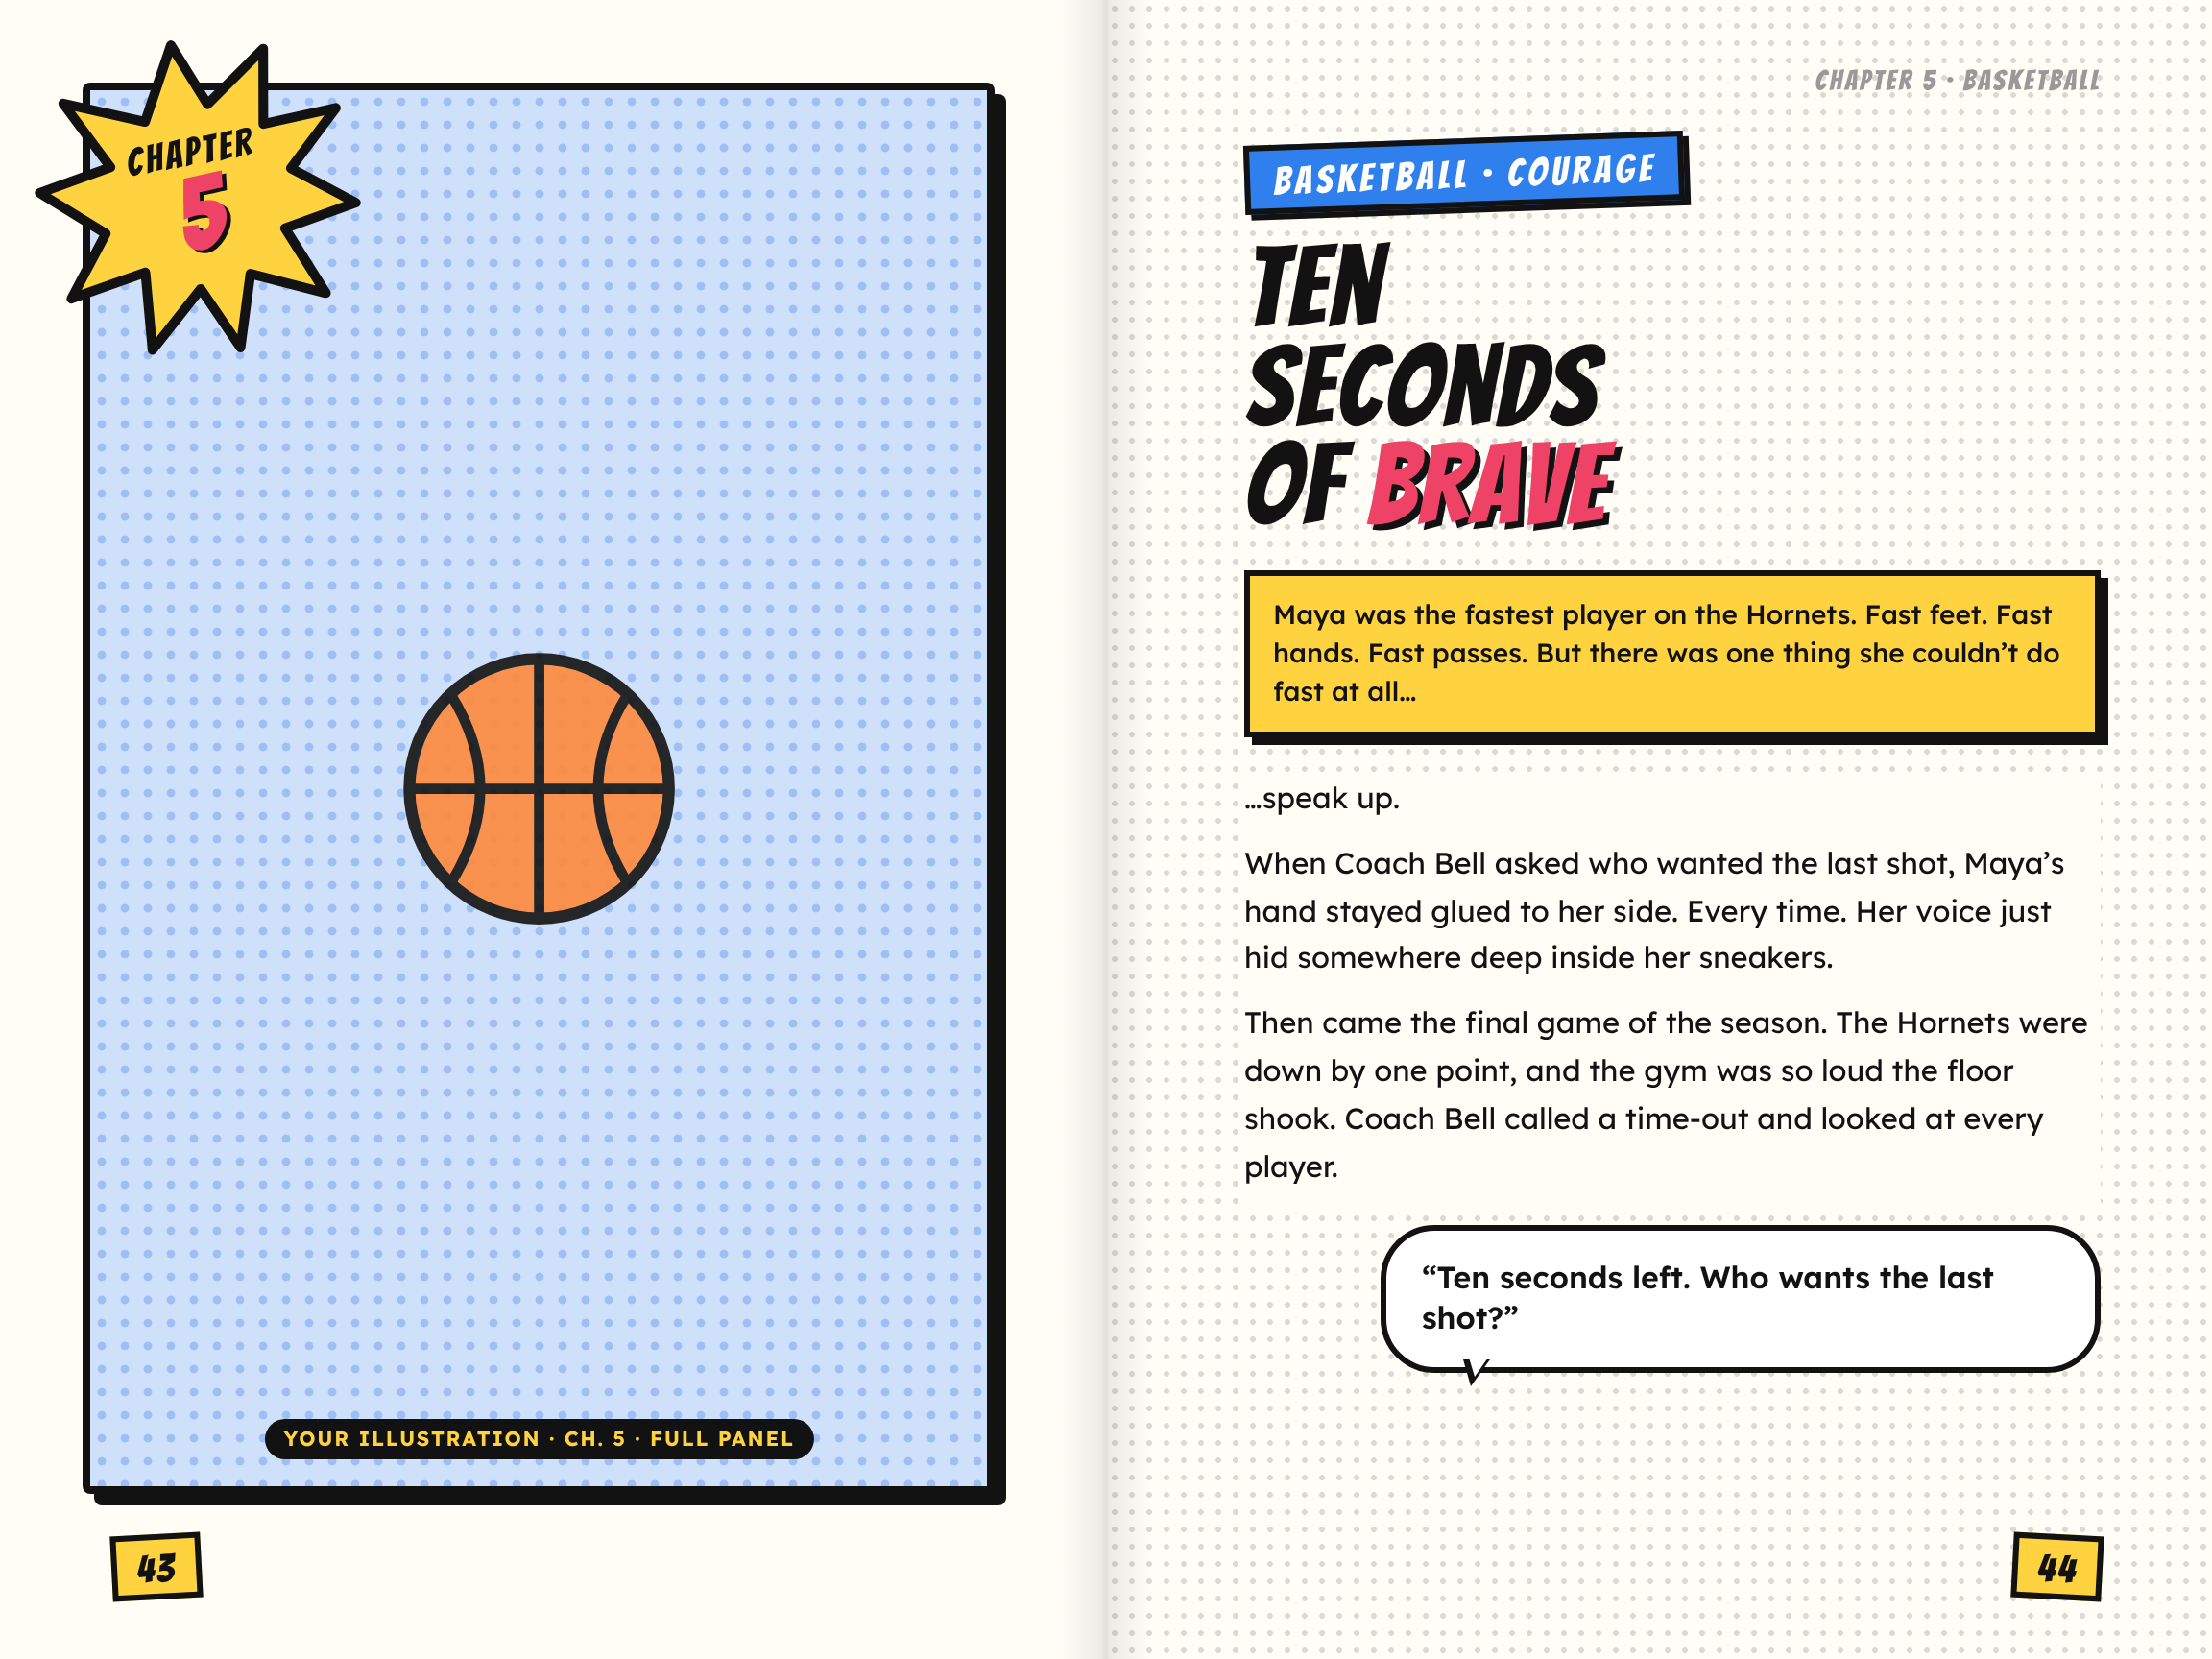 CHAPTER
5
YOUR ILLUSTRATION · CH. 5 · FULL PANEL
43
CHAPTER 5 · BASKETBALL
BASKETBALL · COURAGE
TEN
SECONDS
OF BRAVE
Maya was the fastest player on the Hornets. Fast feet. Fast
hands. Fast passes. But there was one thing she couldn’t do
fast at all…
…speak up.
When Coach Bell asked who wanted the last shot, Maya’s
hand stayed glued to her side. Every time. Her voice just
hid somewhere deep inside her sneakers.
Then came the final game of the season. The Hornets were
down by one point, and the gym was so loud the floor
shook. Coach Bell called a time-out and looked at every
player.
“Ten seconds left. Who wants the last
shot?”
44